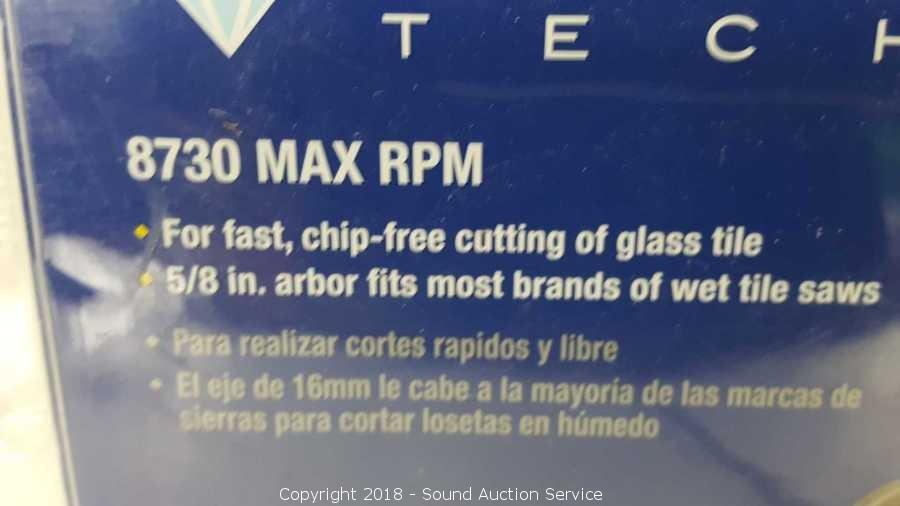 TECH
8730 MAX RPM
For fast, chip-free cutting of glass tile
5/8 in. arbor fits most brands of wet tile saws
Para realizar cortes rapidos y libre
El eje de 16mm le cabe a la mayoria de las marcas de
sierras para cortar losetas en húmedo
Copyright 2018 - Sound Auction Service